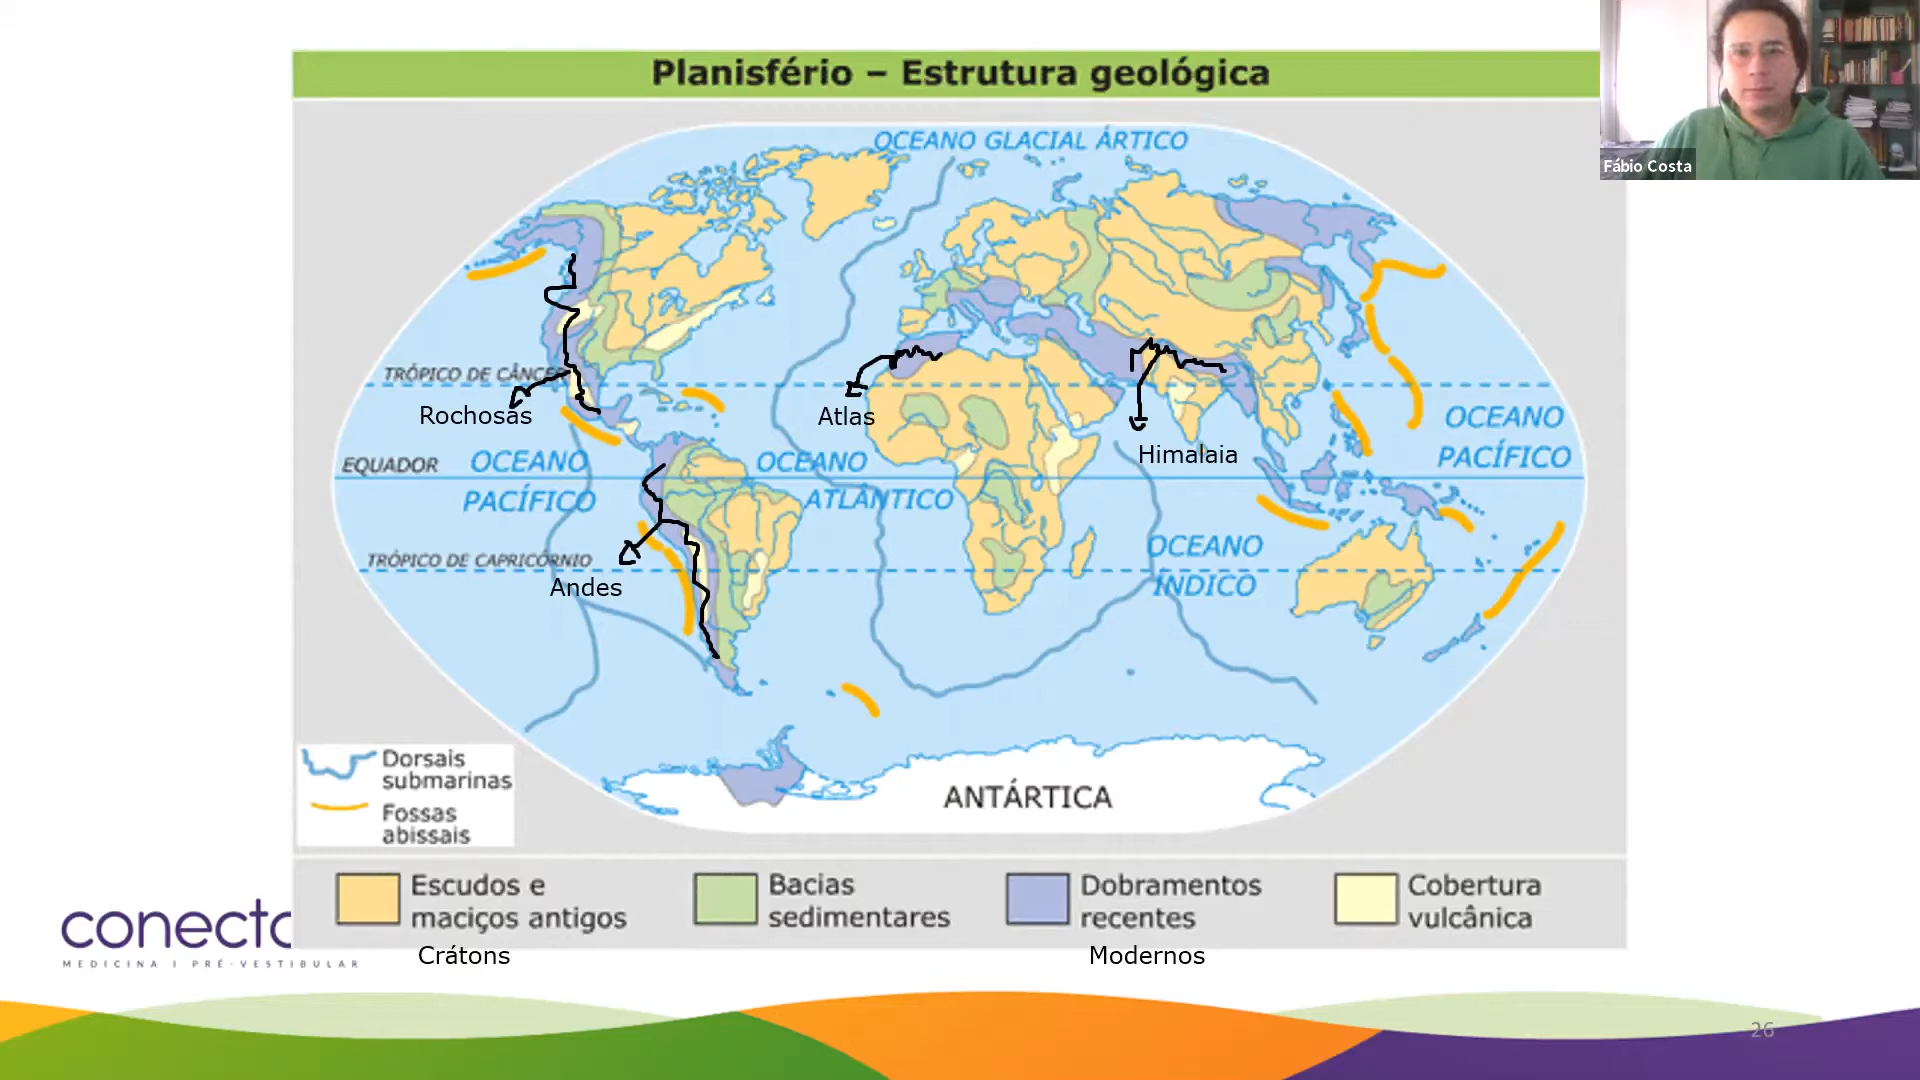 Planisfério – Estrutura geológica
Fábio Costa
OCEANO GLACIAL ÁRTICO
TRÓPICO DE CÂNCE
Rochosas
Atlas
Himalaia
OCEANO
PACÍFICO
EQUADOR
OCEANO
PACÍFICO
OCEANO
ATLÂNTICO
OCEANO
ÍNDICO
TRÓPICO DE CAPRICÓRNIO
Andes
ANTÁRTICA
Dorsais
submarinas
Fossas
abissais
Escudos e
maciços antigos
Bacias
sedimentares
Dobramentos
recentes
Cobertura
vulcânica
Crátons
Modernos
conecta
MEDICINA | PRÉ-VESTIBULAR
26